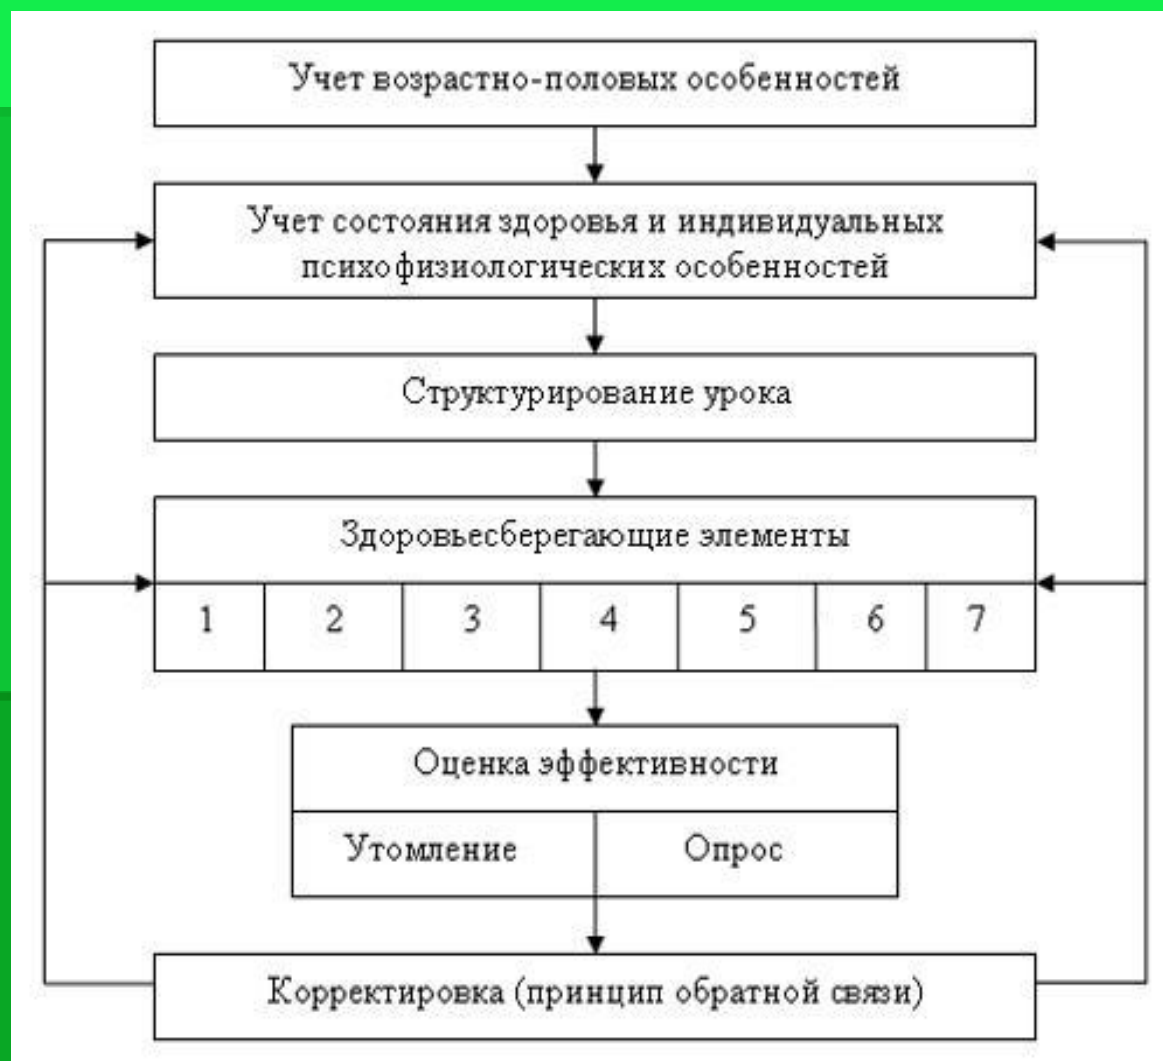 Учет возрастно-половых особенностей
Учет состояния здоровья и индивидуальных
психофизиологических особенностей
Структурирование урока
Здоровьесберегающие элементы
1 2 3 4 5 6 7
Оценка эффективности
Утомление Опрос
Корректировка (принцип обратной связи)